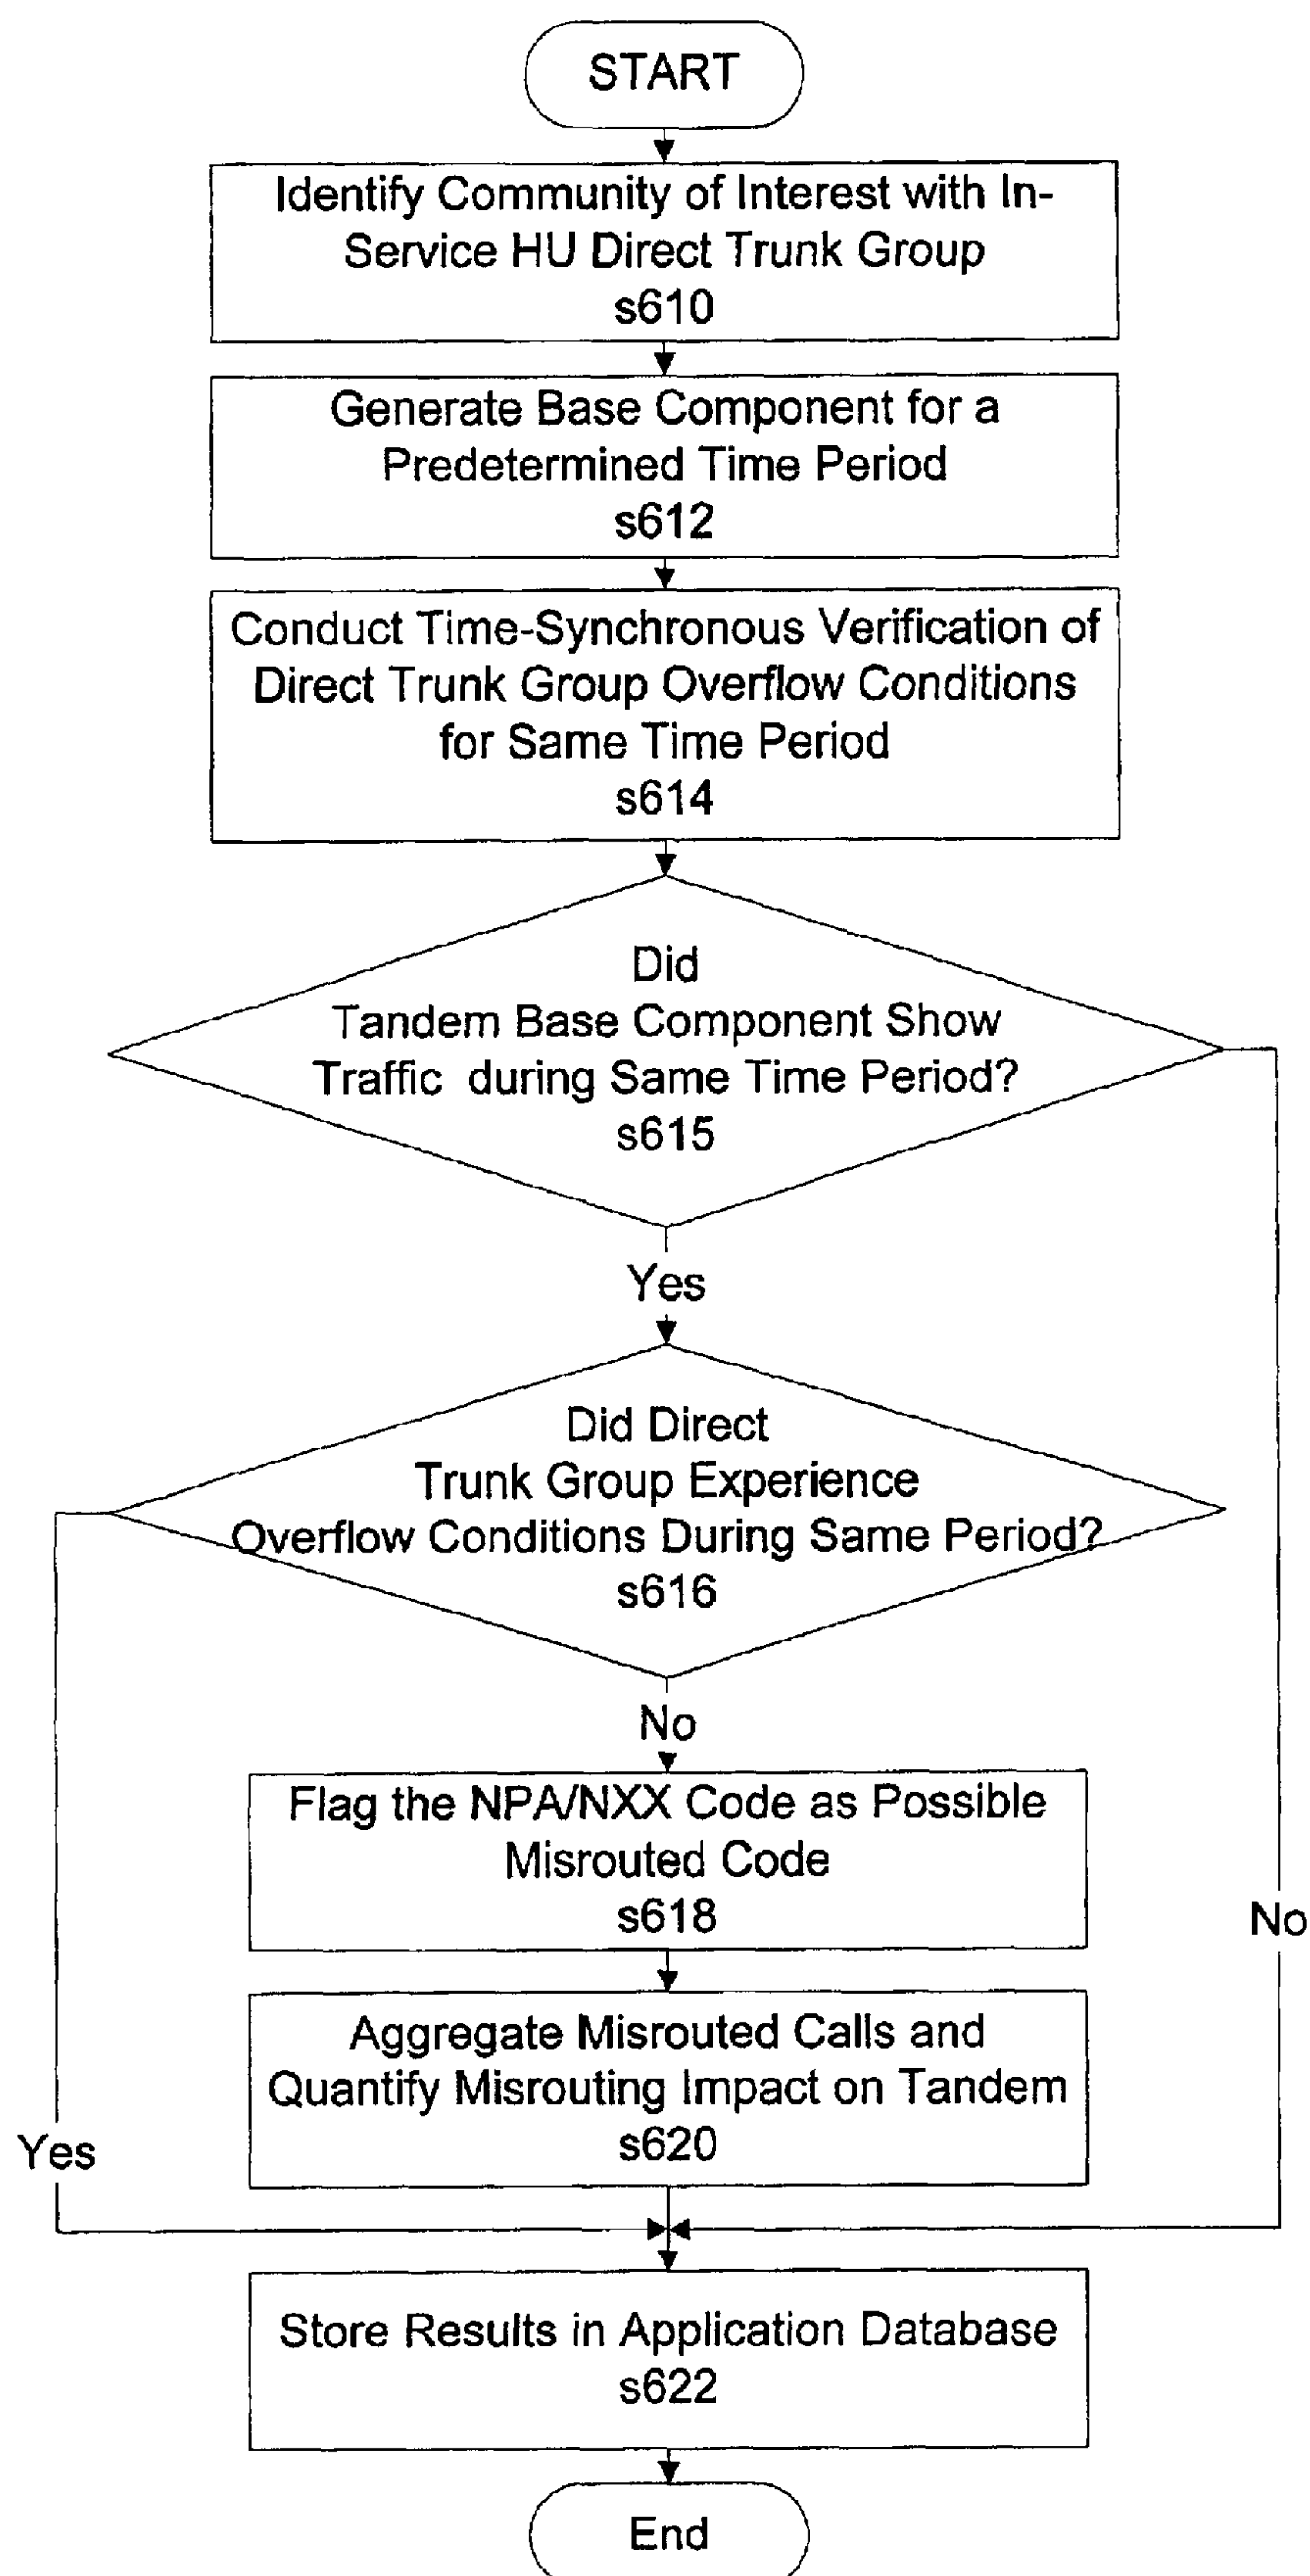 START
Identify Community of Interest with In-
Service HU Direct Trunk Group
s610
Generate Base Component for a
Predetermined Time Period
s612
Conduct Time-Synchronous Verification of
Direct Trunk Group Overflow Conditions
for Same Time Period
s614
Did
Tandem Base Component Show
Traffic during Same Time Period?
s615
Yes
Did Direct
Trunk Group Experience
Overflow Conditions During Same Period?
s616
No
Flag the NPA/NXX Code as Possible
Misrouted Code
s618
No
Aggregate Misrouted Calls and
Quantify Misrouting Impact on Tandem
s620
Yes
Store Results in Application Database
s622
End